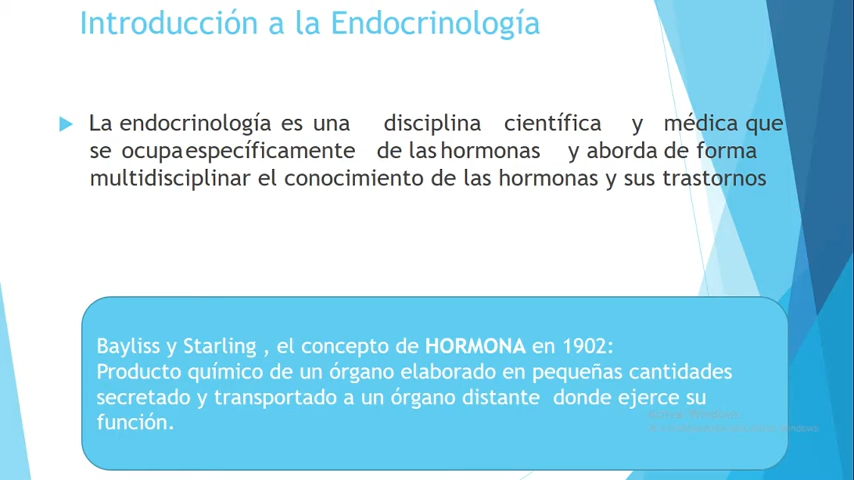 Introducción a la Endocrinología
La endocrinología es una disciplina científica y médica que
se ocupa específicamente de las hormonas y aborda de forma
multidisciplinar el conocimiento de las hormonas y sus trastornos
Bayliss y Starling , el concepto de HORMONA en 1902:
Producto químico de un órgano elaborado en pequeñas cantidades
secretado y transportado a un órgano distante donde ejerce su
función.